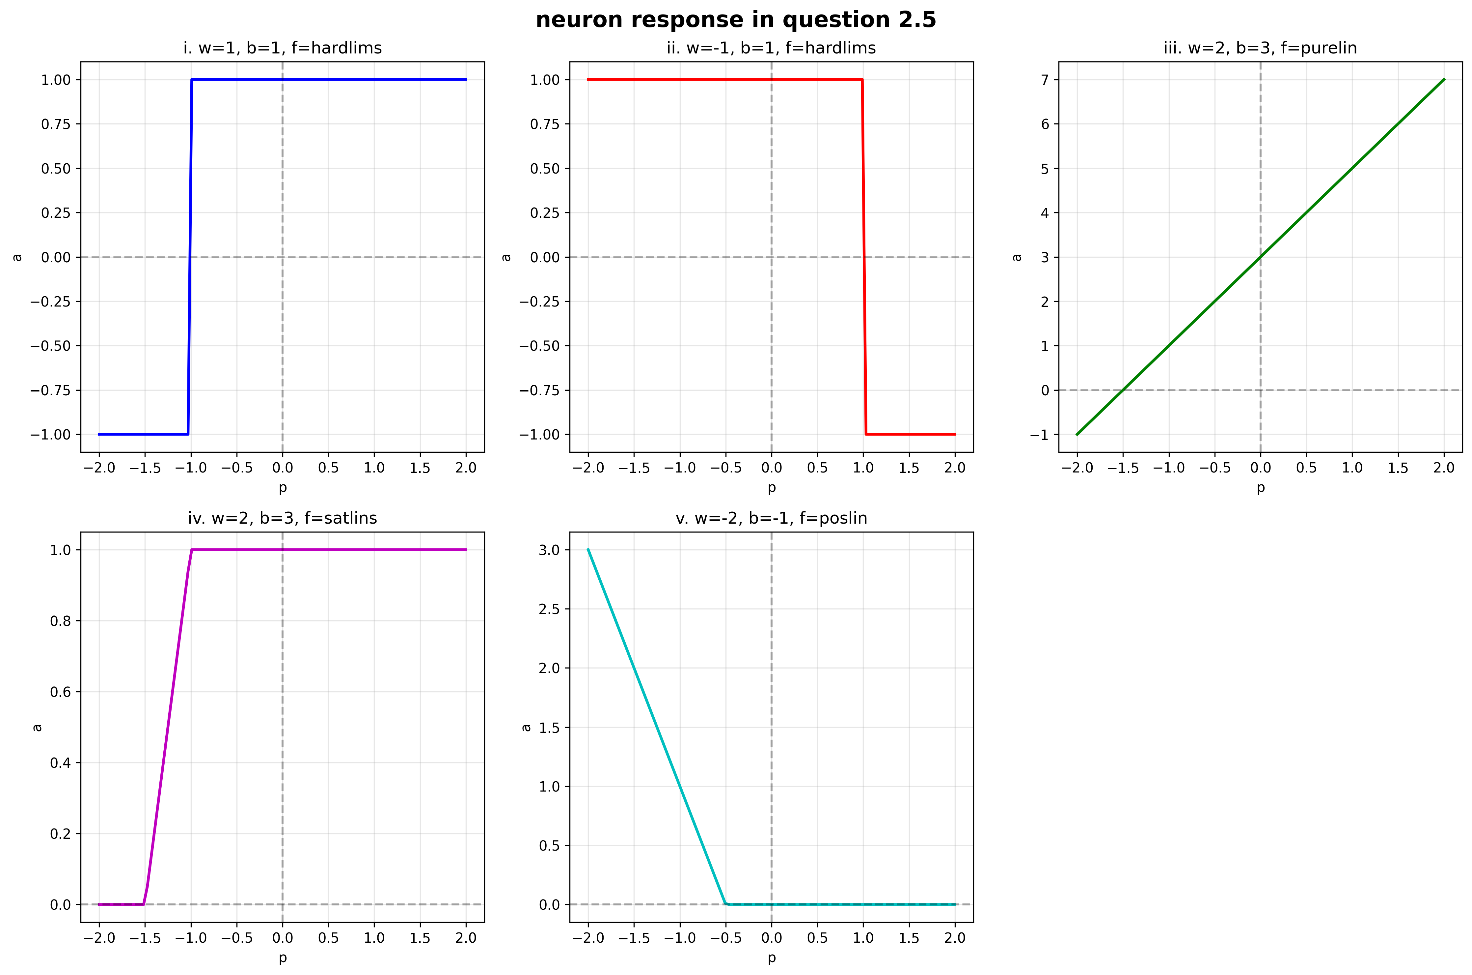 neuron response in question 2.5
i. w=1, b=1, f=hardlims
1.00
0.75
0.50
0.25
0.00
−0.25
−0.50
−0.75
−1.00
a
−2.0 −1.5 −1.0 −0.5 0.0 0.5 1.0 1.5 2.0
p
ii. w=-1, b=1, f=hardlims
1.00
0.75
0.50
0.25
0.00
−0.25
−0.50
−0.75
−1.00
a
−2.0 −1.5 −1.0 −0.5 0.0 0.5 1.0 1.5 2.0
p
iii. w=2, b=3, f=purelin
7
6
5
4
3
2
1
0
−1
a
−2.0 −1.5 −1.0 −0.5 0.0 0.5 1.0 1.5 2.0
p
iv. w=2, b=3, f=satlins
1.0
0.8
0.6
0.4
0.2
0.0
a
−2.0 −1.5 −1.0 −0.5 0.0 0.5 1.0 1.5 2.0
p
v. w=-2, b=-1, f=poslin
3.0
2.5
2.0
1.5
1.0
0.5
0.0
a
−2.0 −1.5 −1.0 −0.5 0.0 0.5 1.0 1.5 2.0
p